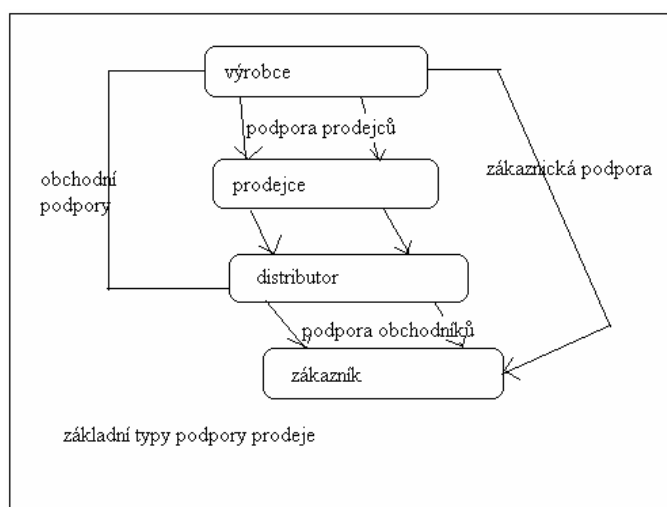 výrobce
podpora prodejců
zákaznická podpora
obchodní
podpory
prodejce
distributor
podpora obchodníků
zákazník
základní typy podpory prodeje